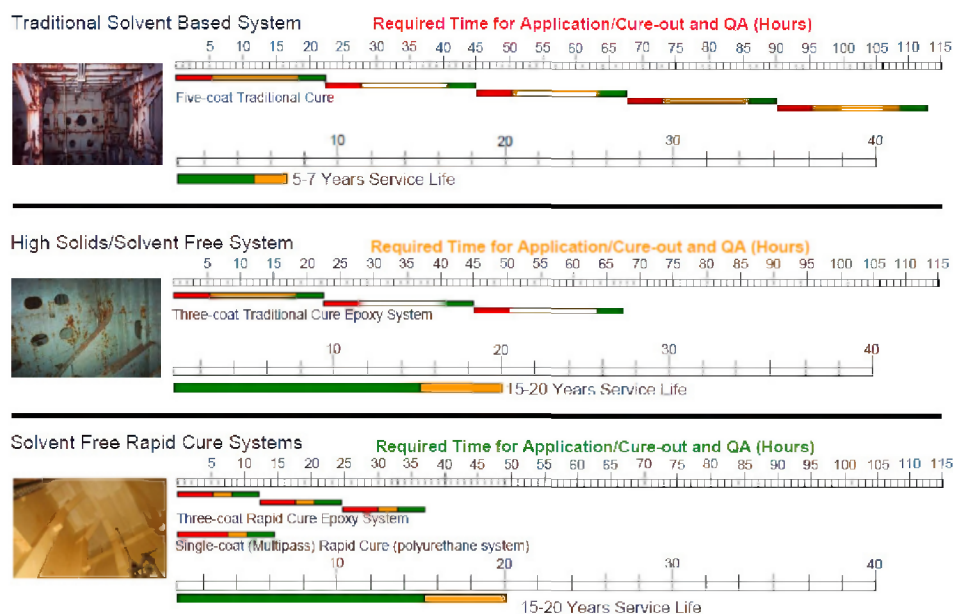 Traditional Solvent Based System
Required Time for Application/Cure-out and QA (Hours)
5 10 15 20 25 30 35 40 45 50 55 60 65 70 75 80 85 90 95 100 105 110 115
Five-coat Traditional Cure
10 20 30 40
5-7 Years Service Life
High Solids/Solvent Free System
Required Time for Application/Cure-out and QA (Hours)
5 10 15 20 25 30 35 40 45 50 55 60 65 70 75 80 85 90 95 100 105 110 115
Three-coat Traditional Cure Epoxy System
10 20 30 40
15-20 Years Service Life
Solvent Free Rapid Cure Systems
Required Time for Application/Cure-out and QA (Hours)
5 10 15 20 25 30 35 40 45 50 55 60 65 70 75 80 85 90 95 100 105 110 115
Three-coat Rapid Cure Epoxy System
Single-coat (Multipass) Rapid Cure (polyurethane system)
10 20 30 40
15-20 Years Service Life